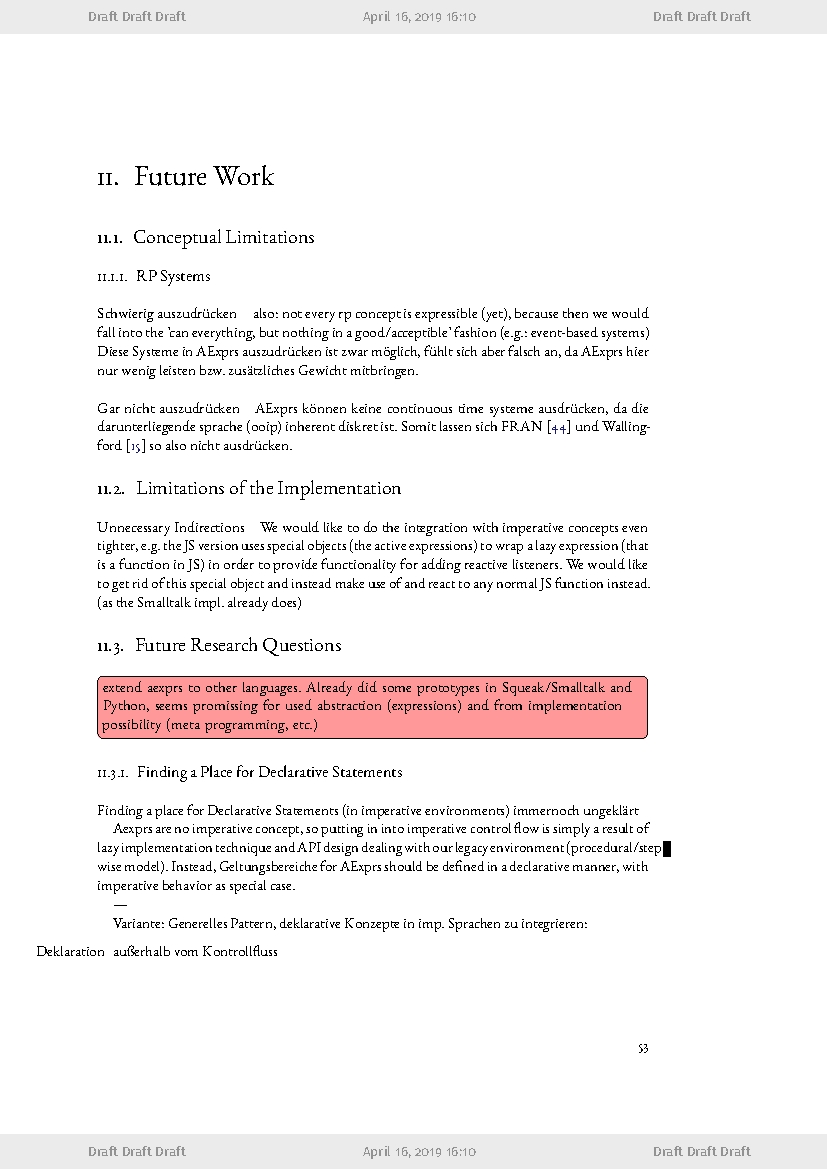 Draft Draft Draft April 16, 2019 16:10 Draft Draft Draft
11. Future Work
11.1. Conceptual Limitations
11.1.1. RP Systems
Schwierig auszudrücken also: not every rp concept is expressible (yet), because then we would
fall into the 'can everything, but nothing in a good/acceptible' fashion (e.g.: event-based systems)
Diese Systeme in AExprs auszudrücken ist zwar möglich, fühlt sich aber falsch an, da AExprs hier
nur wenig leisten bzw. zusätzliches Gewicht mitbringen.
Gar nicht auszudrücken AExprs können keine continuous time systeme ausdrücken, da die
darunterliegende sprache (ooip) inherent diskret ist. Somit lassen sich FRAN [44] und Walling-
ford [15] so also nicht ausdrücken.
11.2. Limitations of the Implementation
Unnecessary Indirections We would like to do the integration with imperative concepts even
tighter, e.g. the JS version uses special objects (the active expressions) to wrap a lazy expression (that
is a function in JS) in order to provide functionality for adding reactive listeners. We would like
to get rid of this special object and instead make use of and react to any normal JS function instead.
(as the Smalltalk impl. already does)
11.3. Future Research Questions
extend aexprs to other languages. Already did some prototypes in Squeak/Smalltalk and
Python, seems promissing for used abstraction (expressions) and from implementation
possibility (meta programming, etc.)
11.3.1. Finding a Place for Declarative Statements
Finding a place for Declarative Statements (in imperative environments) immernoch ungeklärt
Aexprs are no imperative concept, so putting in into imperative control flow is simply a result of
lazy implementation technique and API design dealing with our legacy environment (procedural/step
wise model). Instead, Geltungsbereiche for AExprs should be defined in a declarative manner, with
imperative behavior as special case.
—
Variante: Generelles Pattern, deklarative Konzepte in imp. Sprachen zu integrieren:
Deklaration außerhalb vom Kontrollfluss
53
Draft Draft Draft April 16, 2019 16:10 Draft Draft Draft